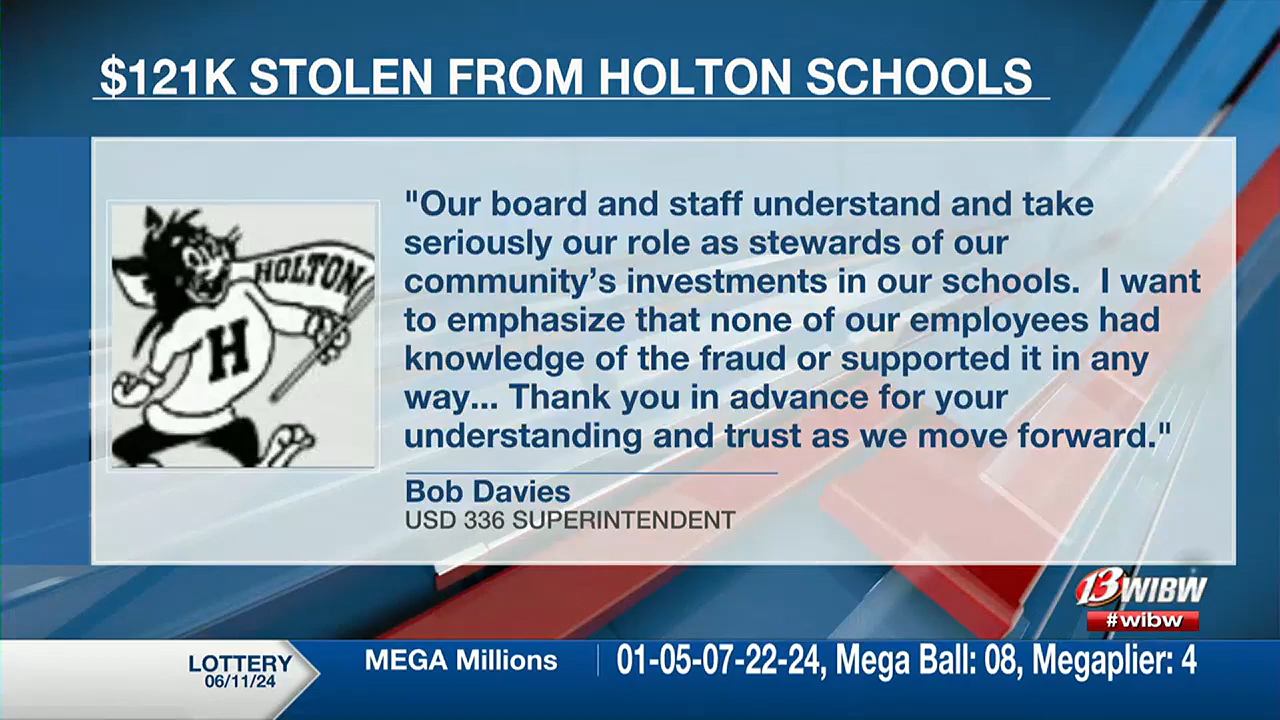 $121K STOLEN FROM HOLTON SCHOOLS
HOLTON
H
"Our board and staff understand and take
seriously our role as stewards of our
community’s investments in our schools.  I want
to emphasize that none of our employees had
knowledge of the fraud or supported it in any
way... Thank you in advance for your
understanding and trust as we move forward."
Bob Davies
USD 336 SUPERINTENDENT
13 WIBW
#wibw
LOTTERY
06/11/24
MEGA Millions
01-05-07-22-24, Mega Ball: 08, Megaplier: 4